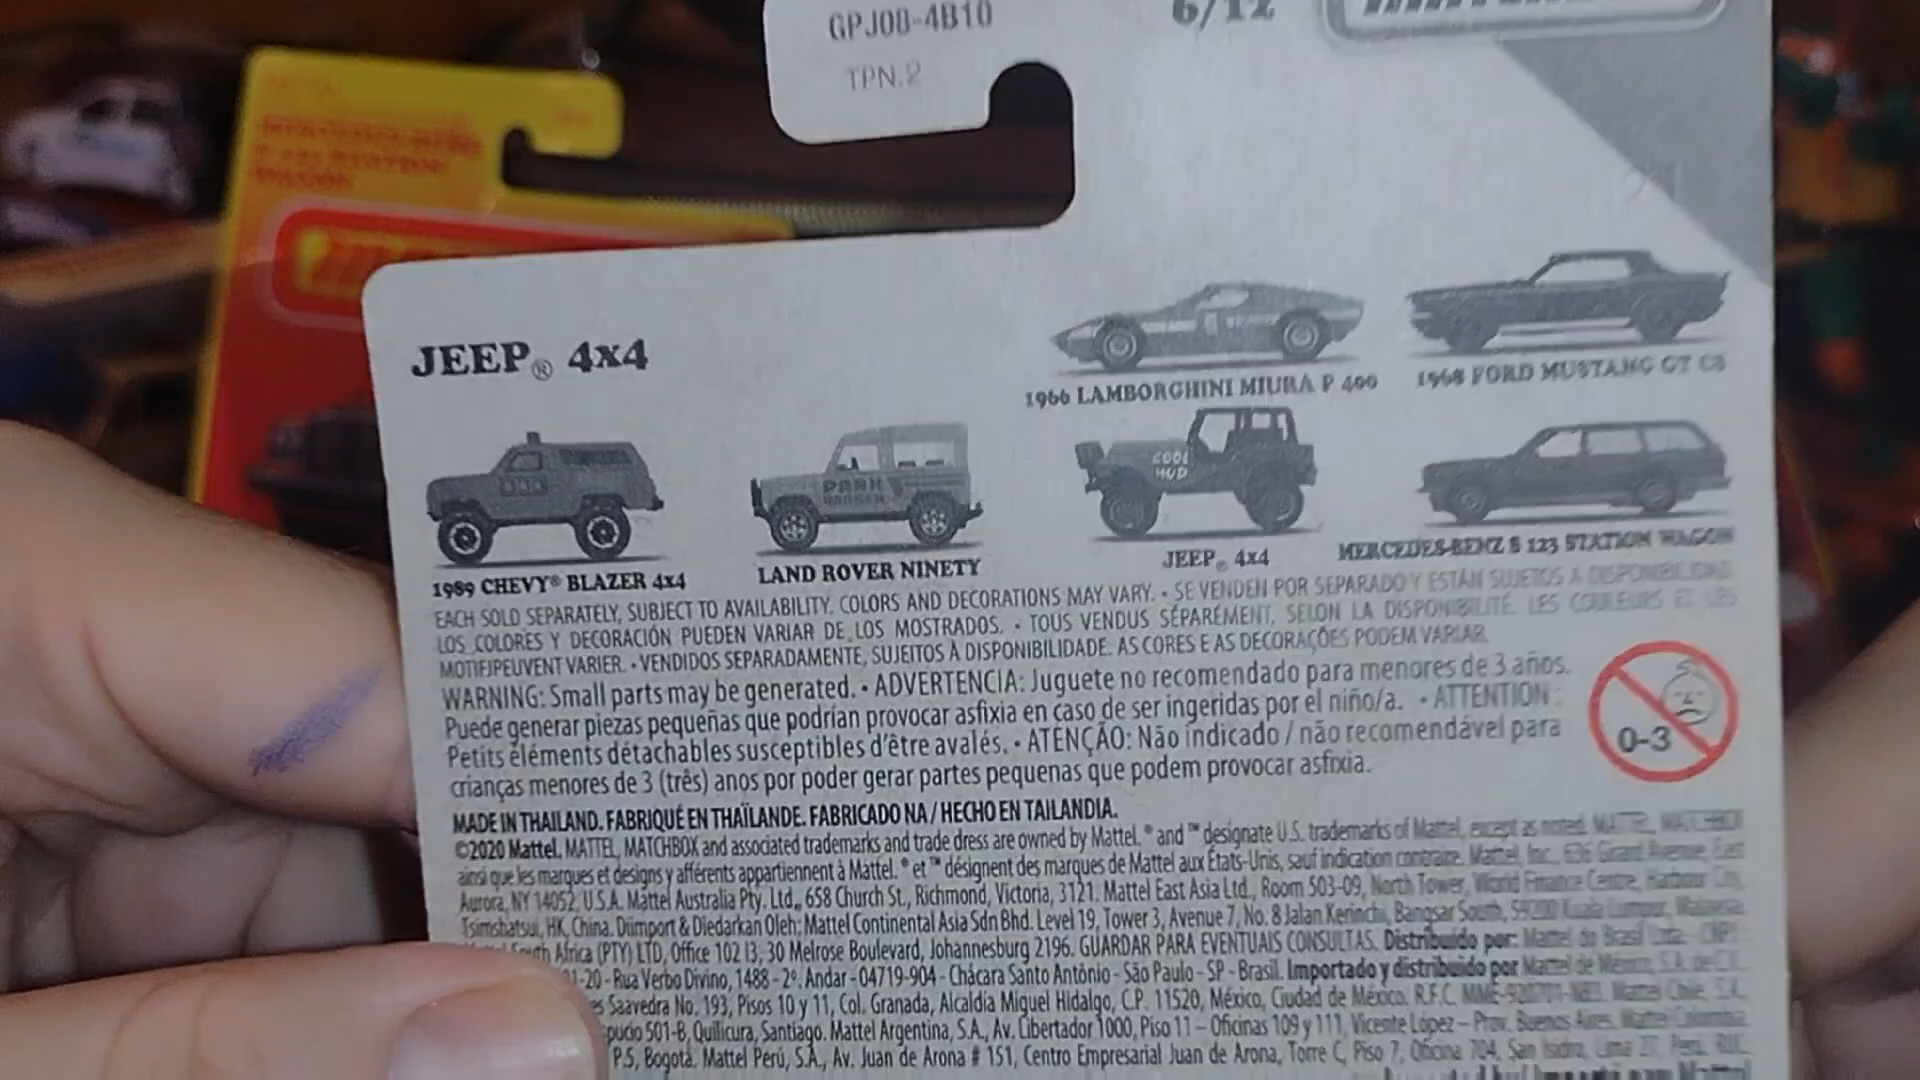 GPJ08-4B10
6/12
TPN.2
JEEP® 4x4
1966 LAMBORGHINI MIURA P 400
1968 FORD MUSTANG GT CS
CODE
MUD
PARK
RANGER
1989 CHEVY® BLAZER 4x4
LAND ROVER NINETY
JEEP® 4x4
MERCEDES-BENZ S 123 STATION WAGON
EACH SOLD SEPARATELY, SUBJECT TO AVAILABILITY. COLORS AND DECORATIONS MAY VARY. • SE VENDEN POR SEPARADO Y ESTÁN SUJETOS A DISPONIBILIDAD
LOS COLORES Y DECORACIÓN PUEDEN VARIAR DE LOS MOSTRADOS. • TOUS VENDUS SÉPARÉMENT, SELON LA DISPONIBILITÉ. LES COULEURS ET LES
MOTIFJPEUVENT VARIER. • VENDIDOS SEPARADAMENTE, SUJEITOS À DISPONIBILIDADE. AS CORES E AS DECORAÇÕES PODEM VARIAR.
WARNING: Small parts may be generated. • ADVERTENCIA: Juguete no recomendado para menores de 3 años.
Puede generar piezas pequeñas que podrían provocar asfixia en caso de ser ingeridas por el niño/a. • ATTENTION :
Petits éléments détachables susceptibles d'être avalés. • ATENÇÃO: Não indicado / não recomendável para
crianças menores de 3 (três) anos por poder gerar partes pequenas que podem provocar asfixia.
0-3
MADE IN THAILAND. FABRIQUÉ EN THAÏLANDE. FABRICADO NA / HECHO EN TAILANDIA.
©2020 Mattel. MATTEL, MATCHBOX and associated trademarks and trade dress are owned by Mattel. ® and ™ designate U.S. trademarks of Mattel, except as noted. MATTEL, MATCHBOX
ainsi que les marques et designs y afférents appartiennent à Mattel. ® et ™ désignent des marques de Mattel aux États-Unis, sauf indication contraire. Mattel, Inc., 636 Girard Avenue, East
Aurora, NY 14052, U.S.A. Mattel Australia Pty. Ltd., 658 Church St., Richmond, Victoria, 3121. Mattel East Asia Ltd., Room 503-09, North Tower, World Finance Centre, Harbour City,
Tsimshatsui, HK, China. Diimport & Diedarkan Oleh: Mattel Continental Asia Sdn Bhd. Level 19, Tower 3, Avenue 7, No. 8 Jalan Kerinchi, Bangsar South, 59200 Kuala Lumpur, Malaysia.
South Africa (PTY) LTD, Office 102 I3, 30 Melrose Boulevard, Johannesburg 2196. GUARDAR PARA EVENTUAIS CONSULTAS. Distribuído por: Mattel do Brasil Ltda. CNPJ
-20 - Rua Verbo Divino, 1488 - 2º. Andar - 04719-904 - Chácara Santo Antônio - São Paulo - SP - Brasil. Importado y distribuido por Mattel de México, S.A. de C.V.
Saavedra No. 193, Pisos 10 y 11, Col. Granada, Alcaldía Miguel Hidalgo, C.P. 11520, México, Ciudad de México. R.F.C. Mattel Chile, S.A.
501-B, Quilicura, Santiago. Mattel Argentina, S.A., Av. Libertador 1000, Piso 11 – Oficinas 109 y 111, Vicente López – Prov. Buenos Aires. Mattel Colombia
P.5, Bogotá. Mattel Perú, S.A., Av. Juan de Arona # 151, Centro Empresarial Juan de Arona, Torre C, Piso 7, Oficina 704, San Isidro, Lima 27, Perú. RUC